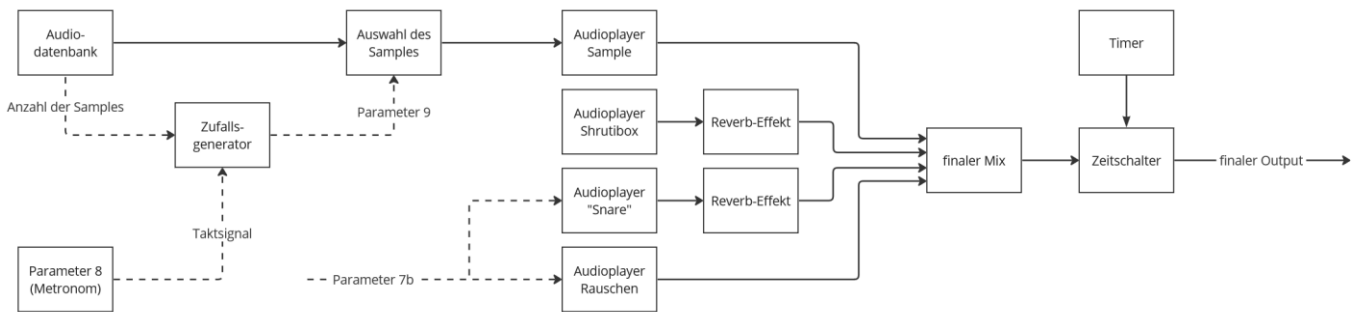 Audio-
datenbank
Auswahl des
Samples
Audioplayer
Sample
Timer
Anzahl der Samples
Zufalls-
generator
Parameter 9
Audioplayer
Shrutibox
Reverb-Effekt
finaler Mix
Zeitschalter
finaler Output
Audioplayer
"Snare"
Reverb-Effekt
Taktsignal
Parameter 8
(Metronom)
Parameter 7b
Audioplayer
Rauschen